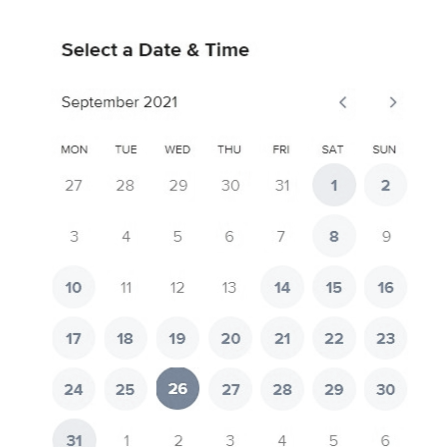 Select a Date & Time
September 2021
MON TUE WED THU FRI SAT SUN
27 28 29 30 31 1 2
3 4 5 6 7 8 9
10 11 12 13 14 15 16
17 18 19 20 21 22 23
24 25 26 27 28 29 30
31 1 2 3 4 5 6